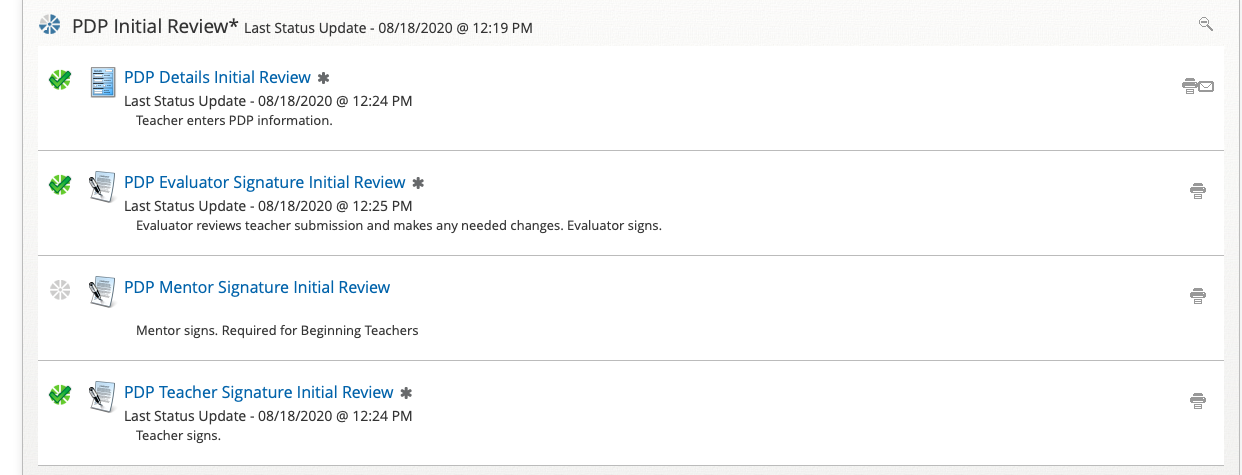 PDP Initial Review* Last Status Update - 08/18/2020 @ 12:19 PM
PDP Details Initial Review ✱
Last Status Update - 08/18/2020 @ 12:24 PM
Teacher enters PDP information.
PDP Evaluator Signature Initial Review ✱
Last Status Update - 08/18/2020 @ 12:25 PM
Evaluator reviews teacher submission and makes any needed changes. Evaluator signs.
PDP Mentor Signature Initial Review
Mentor signs. Required for Beginning Teachers
PDP Teacher Signature Initial Review ✱
Last Status Update - 08/18/2020 @ 12:24 PM
Teacher signs.